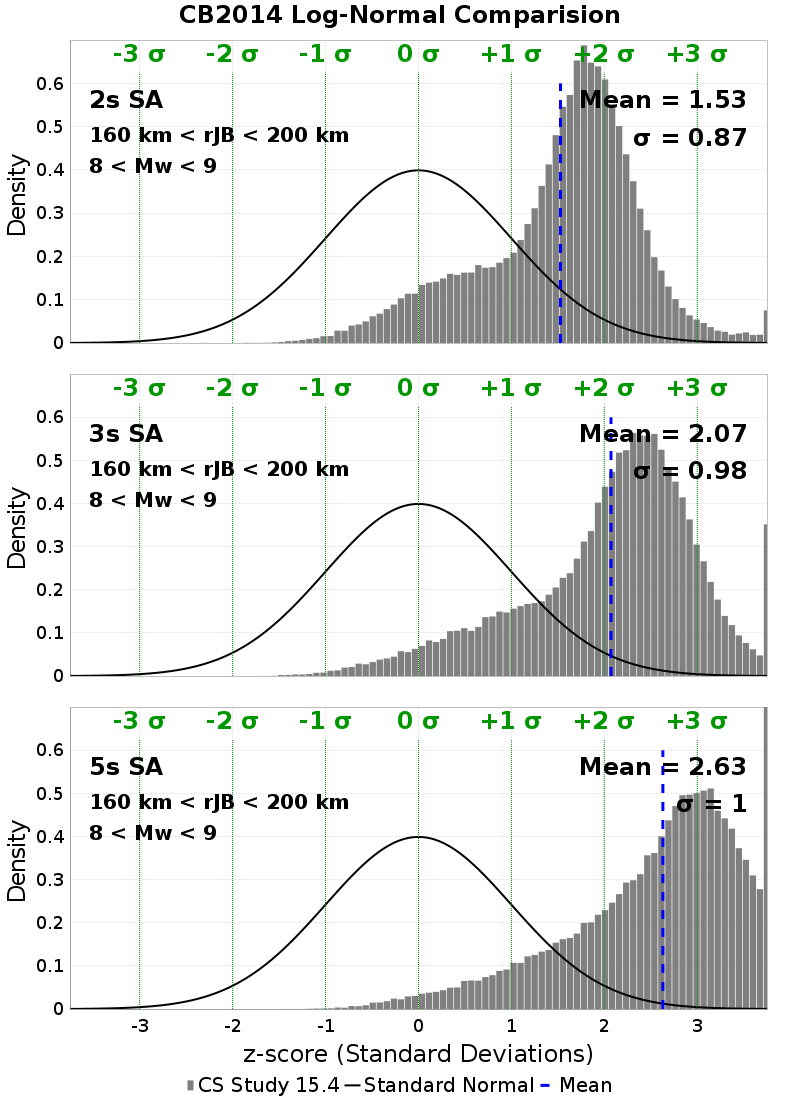 CB2014 Log-Normal Comparision
-3 σ -2 σ -1 σ 0 σ +1 σ +2 σ +3 σ
2s SA
Mean = 1.53
160 km < rJB < 200 km
σ = 0.87
8 < Mw < 9
Density
0.6
0.5
0.4
0.3
0.2
0.1
0
-3 σ -2 σ -1 σ 0 σ +1 σ +2 σ +3 σ
3s SA
Mean = 2.07
160 km < rJB < 200 km
σ = 0.98
8 < Mw < 9
Density
0.6
0.5
0.4
0.3
0.2
0.1
0
-3 σ -2 σ -1 σ 0 σ +1 σ +2 σ +3 σ
5s SA
Mean = 2.63
160 km < rJB < 200 km
σ = 1
8 < Mw < 9
Density
0.6
0.5
0.4
0.3
0.2
0.1
0
-3 -2 -1 0 1 2 3
z-score (Standard Deviations)
CS Study 15.4 Standard Normal Mean